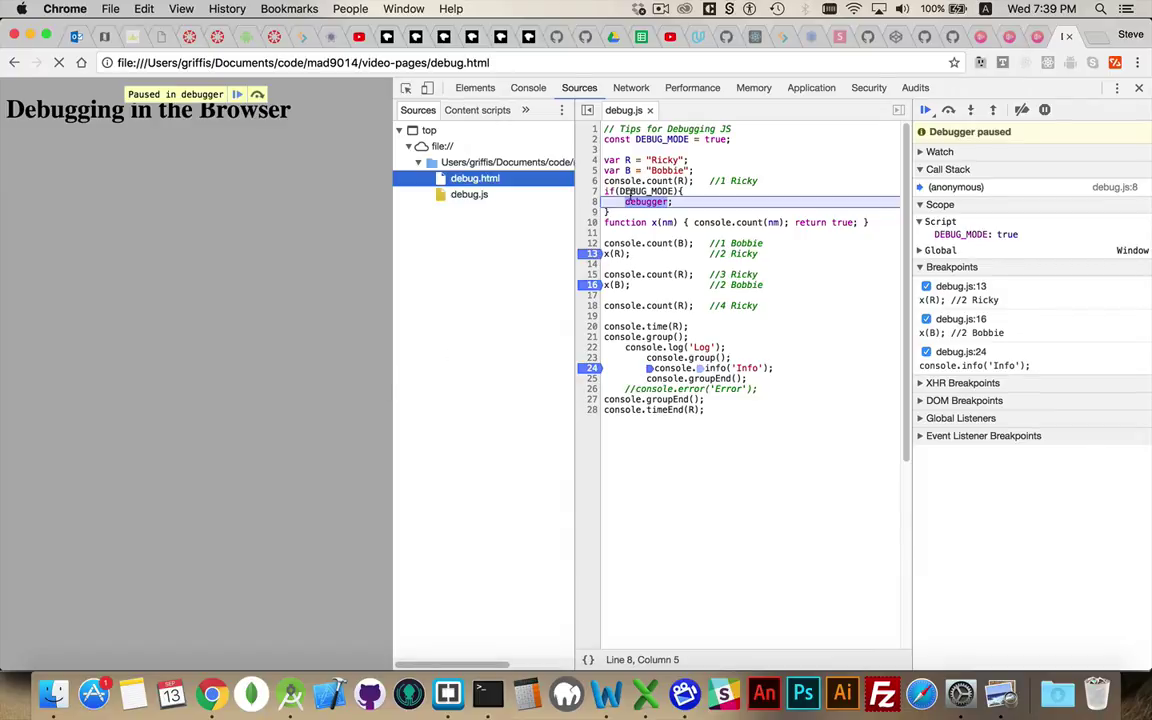 Chrome File Edit View History Bookmarks People Window Help 100% A Wed 7:39 PM
Steve
file:///Users/griffis/Documents/code/mad9014/video-pages/debug.html
Paused in debugger
Debugging in the Browser
Elements Console Sources Network Performance Memory Application Security Audits
Sources Content scripts »
top
file://
Users/griffis/Documents/code/
debug.html
debug.js
debug.js ×
1 // Tips for Debugging JS
2 const DEBUG_MODE = true;
3
4 var R = "Ricky";
5 var B = "Bobbie";
6 console.count(R); //1 Ricky
7 if(DEBUG_MODE){
8 debugger;
9 }
10 function x(nm) { console.count(nm); return true; }
11
12 console.count(B); //1 Bobbie
13 x(R); //2 Ricky
14
15 console.count(R); //3 Ricky
16 x(B); //2 Bobbie
17
18 console.count(R); //4 Ricky
19
20 console.time(R);
21 console.group();
22 console.log('Log');
23 console.group();
24 console.info('Info');
25 console.groupEnd();
26 //console.error('Error');
27 console.groupEnd();
28 console.timeEnd(R);
{} Line 8, Column 5
Debugger paused
Watch
Call Stack
(anonymous) debug.js:8
Scope
Script
DEBUG_MODE: true
Global Window
Breakpoints
debug.js:13
x(R); //2 Ricky
debug.js:16
x(B); //2 Bobbie
debug.js:24
console.info('Info');
XHR Breakpoints
DOM Breakpoints
Global Listeners
Event Listener Breakpoints
1 SEP 13 An Ps Ai Fz